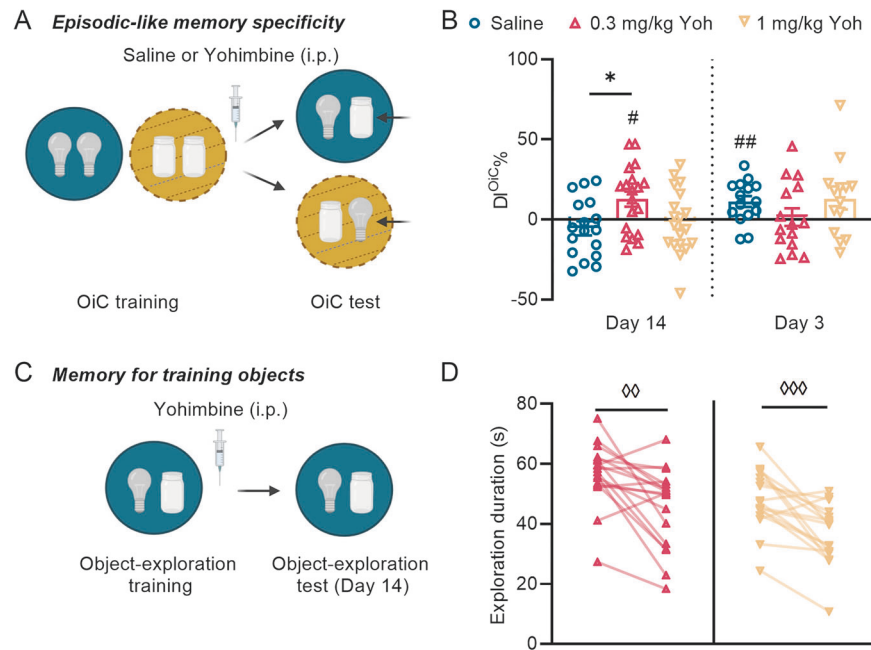 A Episodic-like memory specificity
Saline or Yohimbine (i.p.)
OiC training
OiC test
B Saline 0.3 mg/kg Yoh 1 mg/kg Yoh
DI^OiC%
100
50
0
-50
*
#
##
Day 14
Day 3
C Memory for training objects
Yohimbine (i.p.)
Object-exploration
training
Object-exploration
test (Day 14)
D
Exploration duration (s)
80
60
40
20
0
◊◊
◊◊◊